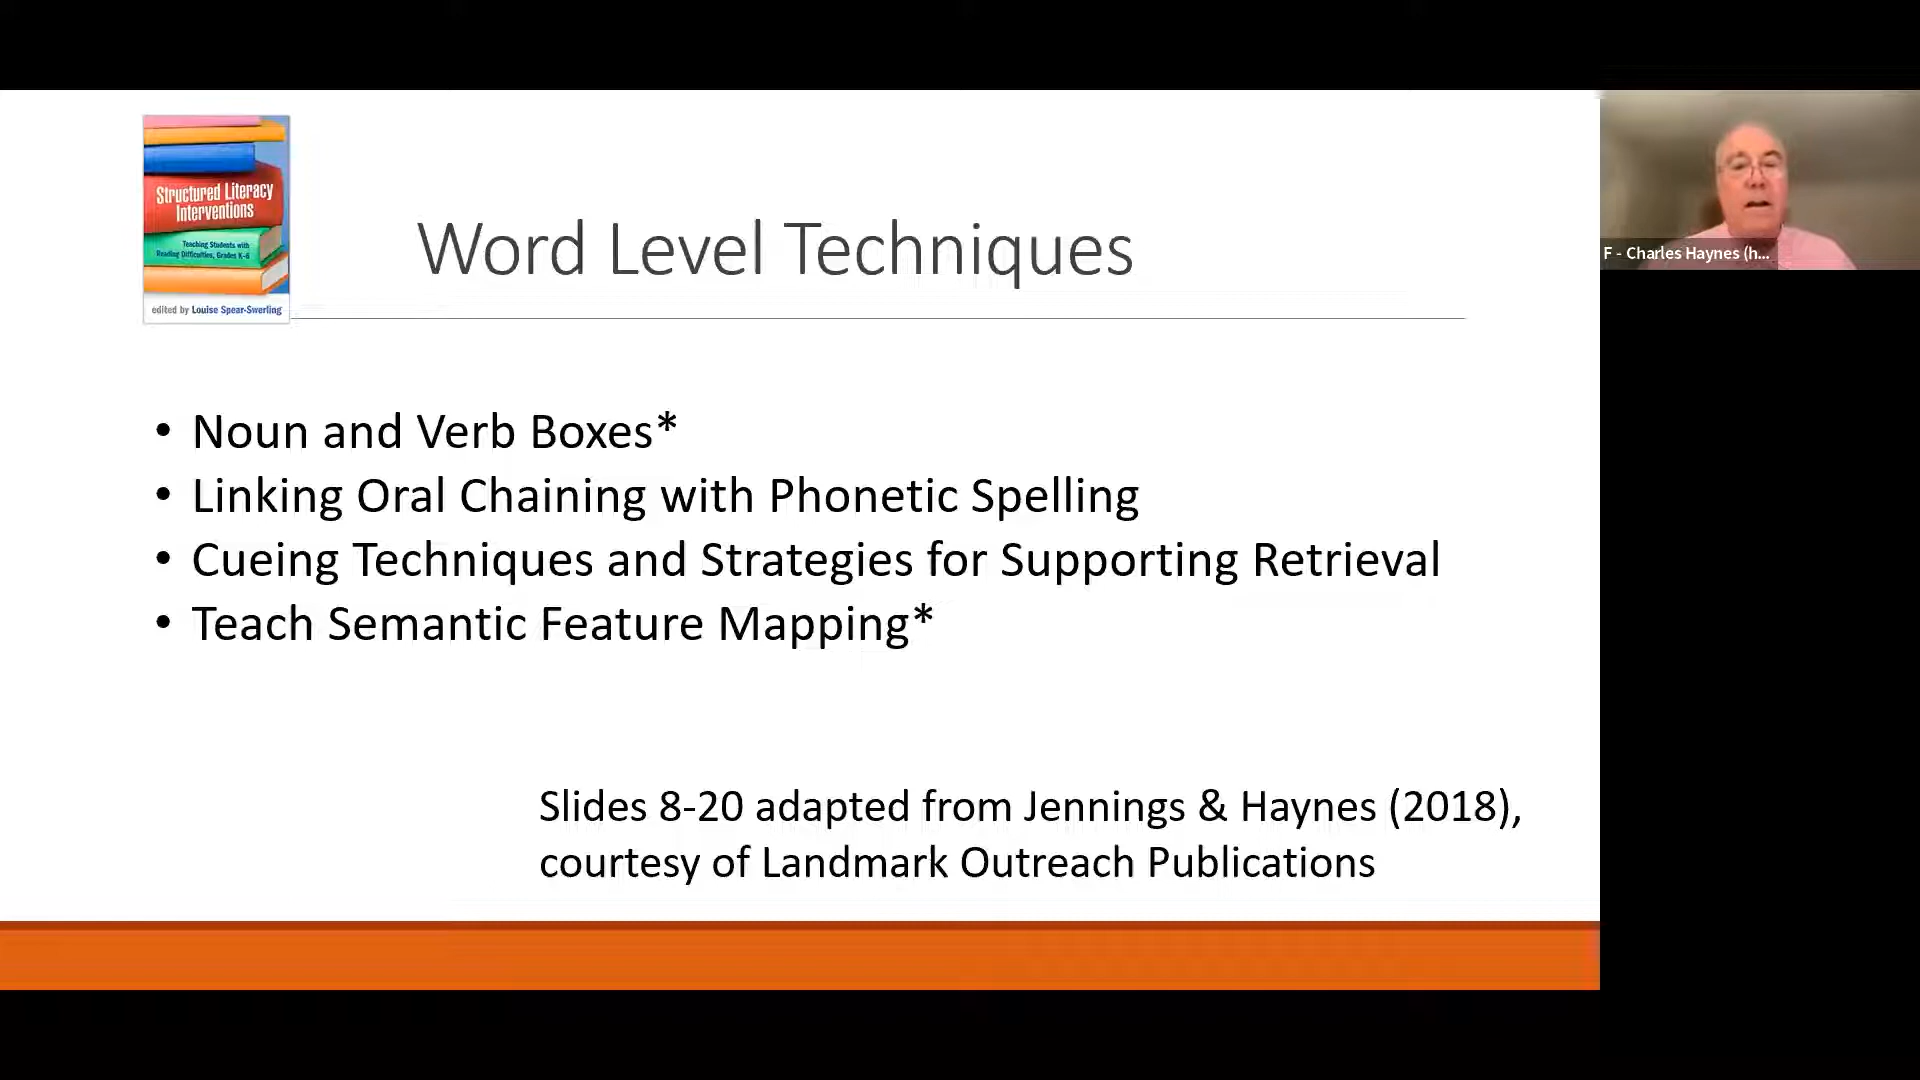 Structured Literacy
Interventions
Teaching Students with
Reading Difficulties, Grades K–6
edited by Louise Spear-Swerling
Word Level Techniques
• Noun and Verb Boxes*
• Linking Oral Chaining with Phonetic Spelling
• Cueing Techniques and Strategies for Supporting Retrieval
• Teach Semantic Feature Mapping*
Slides 8-20 adapted from Jennings & Haynes (2018),
courtesy of Landmark Outreach Publications
F - Charles Haynes (h...